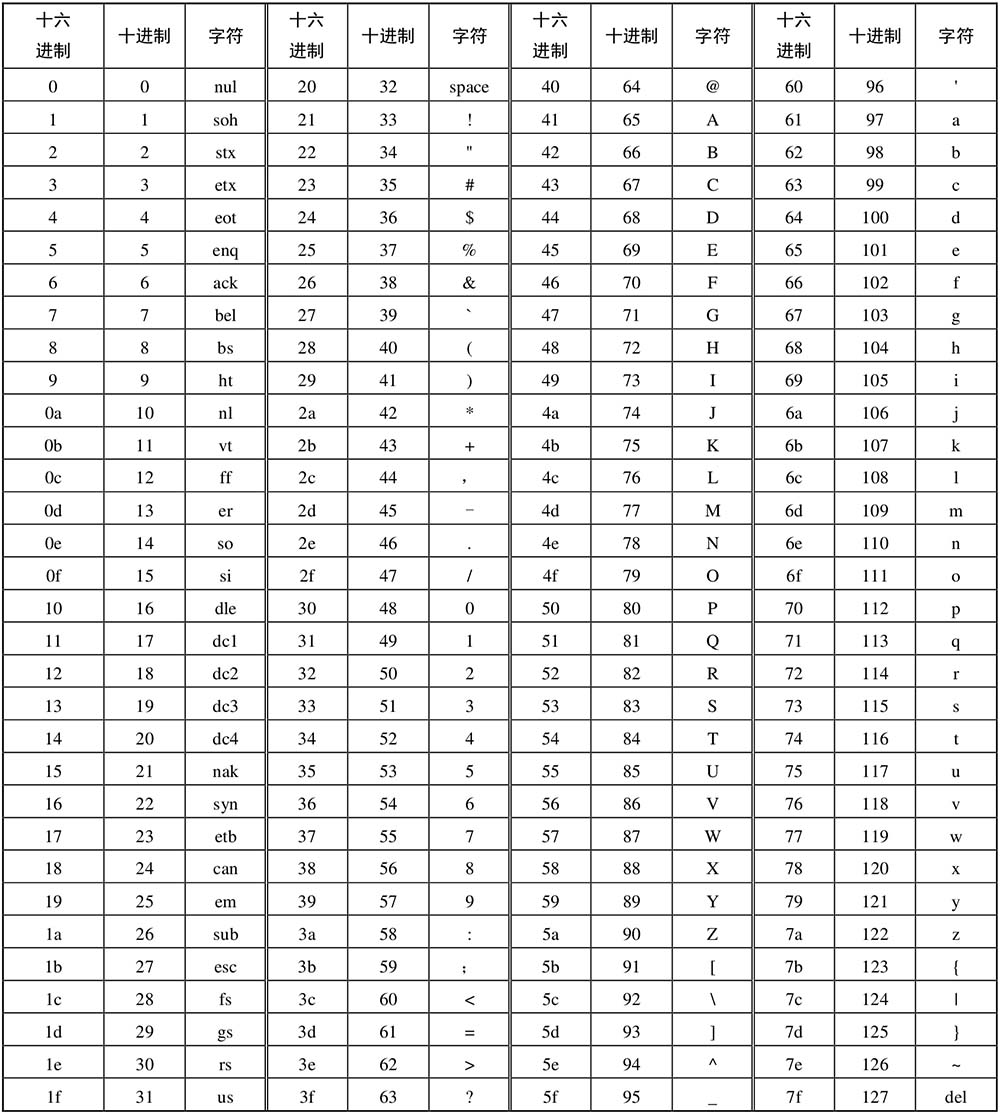 十六进制 十进制 字符 十六进制 十进制 字符 十六进制 十进制 字符 十六进制 十进制 字符
0 0 nul 20 32 space 40 64 @ 60 96 '
1 1 soh 21 33 ! 41 65 A 61 97 a
2 2 stx 22 34 " 42 66 B 62 98 b
3 3 etx 23 35 # 43 67 C 63 99 c
4 4 eot 24 36 $ 44 68 D 64 100 d
5 5 enq 25 37 % 45 69 E 65 101 e
6 6 ack 26 38 & 46 70 F 66 102 f
7 7 bel 27 39 ` 47 71 G 67 103 g
8 8 bs 28 40 ( 48 72 H 68 104 h
9 9 ht 29 41 ) 49 73 I 69 105 i
0a 10 nl 2a 42 * 4a 74 J 6a 106 j
0b 11 vt 2b 43 + 4b 75 K 6b 107 k
0c 12 ff 2c 44 , 4c 76 L 6c 108 l
0d 13 er 2d 45 - 4d 77 M 6d 109 m
0e 14 so 2e 46 . 4e 78 N 6e 110 n
0f 15 si 2f 47 / 4f 79 O 6f 111 o
10 16 dle 30 48 0 50 80 P 70 112 p
11 17 dc1 31 49 1 51 81 Q 71 113 q
12 18 dc2 32 50 2 52 82 R 72 114 r
13 19 dc3 33 51 3 53 83 S 73 115 s
14 20 dc4 34 52 4 54 84 T 74 116 t
15 21 nak 35 53 5 55 85 U 75 117 u
16 22 syn 36 54 6 56 86 V 76 118 v
17 23 etb 37 55 7 57 87 W 77 119 w
18 24 can 38 56 8 58 88 X 78 120 x
19 25 em 39 57 9 59 89 Y 79 121 y
1a 26 sub 3a 58 : 5a 90 Z 7a 122 z
1b 27 esc 3b 59 ; 5b 91 [ 7b 123 {
1c 28 fs 3c 60 < 5c 92 \ 7c 124 |
1d 29 gs 3d 61 = 5d 93 ] 7d 125 }
1e 30 rs 3e 62 > 5e 94 ^ 7e 126 ~
1f 31 us 3f 63 ? 5f 95 _ 7f 127 del